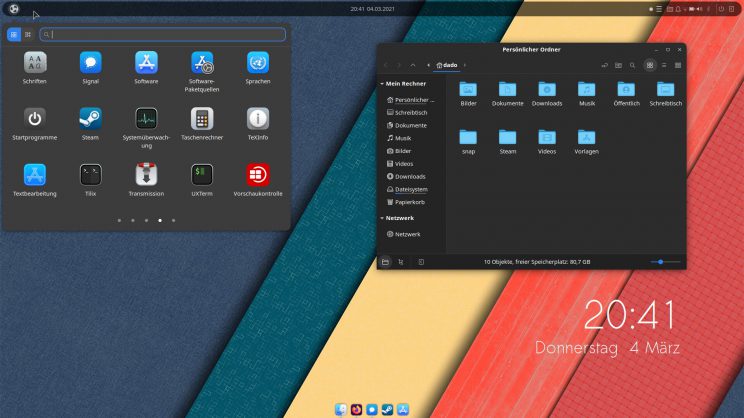 20:41 04.03.2021
Schriften
Signal
Software
Software-
Paketquellen
Sprachen
Startprogramme
Steam
Systemüberwach-
ung
Taschenrechner
TeXInfo
Textbearbeitung
Tilix
Transmission
UXTerm
Vorschaukontrolle
Persönlicher Ordner
dado
Mein Rechner
Persönlicher ...
Schreibtisch
Dokumente
Musik
Bilder
Videos
Downloads
Dateisystem
Papierkorb
Netzwerk
Netzwerk
Bilder
Dokumente
Downloads
Musik
Öffentlich
Schreibtisch
snap
Steam
Videos
Vorlagen
10 Objekte, freier Speicherplatz: 80,7 GB
20:41
Donnerstag 4 März